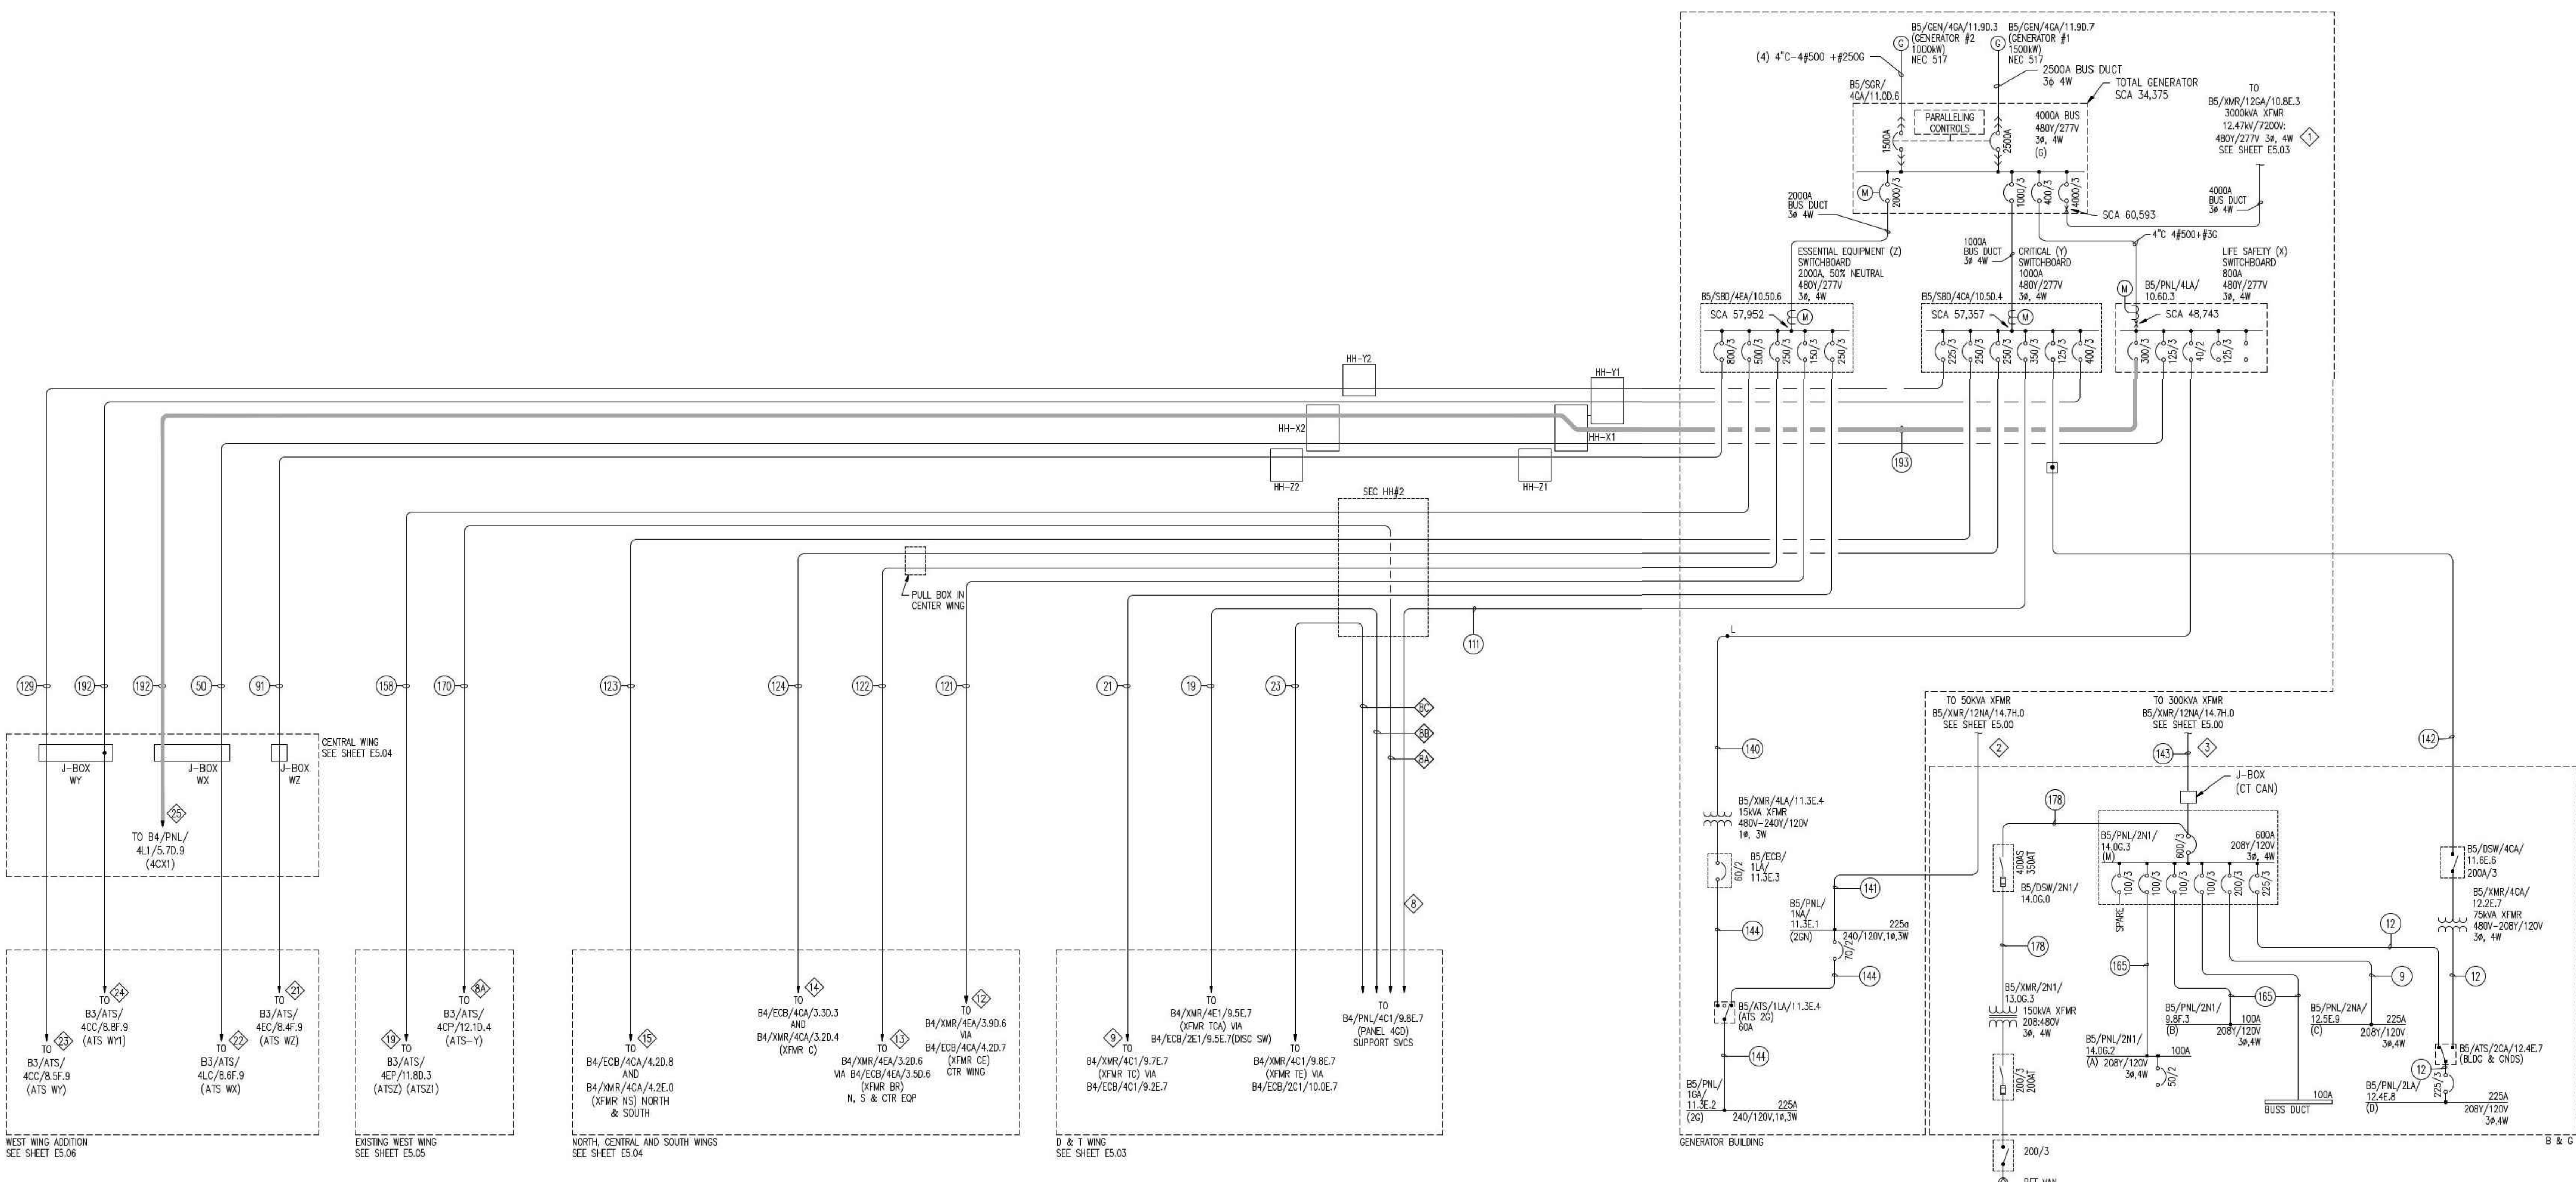 B5/GEN/4GA/11.9D.3
(GENERATOR #2
1000kW)
NEC 517
B5/GEN/4GA/11.9D.7
(GENERATOR #1
1500kW)
NEC 517
G
G
(4) 4"C-4#500 +#250G
2500A BUS DUCT
3ϕ 4W
TOTAL GENERATOR
SCA 34,375
B5/SGR/
4GA/11.0D.6
PARALLELING
CONTROLS
4000A BUS
480Y/277V
3ø, 4W
(G)
1500A
2500A
TO
B5/XMR/12GA/10.8E.3
3000kVA XFMR
12.47kV/7200V:
480Y/277V 3ø, 4W
SEE SHEET E5.03
1
M
2000/3
1000/3
400/3
4000/3
2000A
BUS DUCT
3ø 4W
SCA 60,593
4000A
BUS DUCT
3ø 4W
4"C 4#500+#3G
ESSENTIAL EQUIPMENT (Z)
SWITCHBOARD
2000A, 50% NEUTRAL
480Y/277V
3ø, 4W
1000A
BUS DUCT
3ø 4W
CRITICAL (Y)
SWITCHBOARD
1000A
480Y/277V
3ø, 4W
LIFE SAFETY (X)
SWITCHBOARD
800A
480Y/277V
3ø, 4W
B5/SBD/4EA/10.5D.6
B5/SBD/4CA/10.5D.4
M
B5/PNL/4LA/
10.6D.3
SCA 57,952
M
SCA 57,357
M
SCA 48,743
800/3
500/3
250/3
150/3
250/3
225/3
250/3
250/3
350/3
125/3
400/3
300/3
125/3
40/2
125/3
HH-Y2
HH-Y1
HH-X2
HH-X1
193
HH-Z2
HH-Z1
SEC HH#2
PULL BOX IN
CENTER WING
111
L
129
192
192
50
91
158
170
123
124
122
121
21
19
23
8C
8B
8A
8
CENTRAL WING
SEE SHEET E5.04
J-BOX
WY
J-BOX
WX
J-BOX
WZ
25
TO B4/PNL/
4L1/5.7D.9
(4CX1)
23
TO
B3/ATS/
4CC/8.5F.9
(ATS WY)
24
TO
B3/ATS/
4CC/8.8F.9
(ATS WY1)
22
TO
B3/ATS/
4LC/8.6F.9
(ATS WX)
21
TO
B3/ATS/
4EC/8.4F.9
(ATS WZ)
WEST WING ADDITION
SEE SHEET E5.06
19
TO
B3/ATS/
4EP/11.8D.3
(ATSZ) (ATSZ1)
8A
TO
B3/ATS/
4CP/12.1D.4
(ATS-Y)
EXISTING WEST WING
SEE SHEET E5.05
15
TO
B4/ECB/4CA/4.2D.8
AND
B4/XMR/4CA/4.2E.0
(XFMR NS) NORTH
& SOUTH
14
TO
B4/ECB/4CA/3.3D.3
AND
B4/XMR/4CA/3.2D.4
(XFMR C)
13
TO
B4/XMR/4EA/3.2D.6
VIA B4/ECB/4EA/3.5D.6
(XFMR BR)
N, S & CTR EQP
12
TO
B4/XMR/4EA/3.9D.6
VIA
B4/ECB/4CA/4.2D.7
(XFMR CE)
CTR WING
NORTH, CENTRAL AND SOUTH WINGS
SEE SHEET E5.04
9
TO
B4/XMR/4C1/9.7E.7
(XFMR TC) VIA
B4/ECB/4C1/9.2E.7
TO
B4/XMR/4E1/9.5E.7
(XFMR TCA) VIA
B4/ECB/2E1/9.5E.7(DISC SW)
TO
B4/XMR/4C1/9.8E.7
(XFMR TE) VIA
B4/ECB/2C1/10.0E.7
TO
B4/PNL/4C1/9.8E.7
(PANEL 4GD)
SUPPORT SVCS
D & T WING
SEE SHEET E5.03
140
B5/XMR/4LA/11.3E.4
15kVA XFMR
480V-240Y/120V
1ø, 3W
B5/ECB/
1LA/
11.3E.3
60/2
144
B5/ATS/1LA/11.3E.4
(ATS 2G)
60A
144
B5/PNL/
1GA/
11.3E.2
(2G)
225A
240/120V,1ø,3W
GENERATOR BUILDING
TO 50KVA XFMR
B5/XMR/12NA/14.7H.0
SEE SHEET E5.00
2
141
B5/PNL/
1NA/
11.3E.1
(2GN)
225a
240/120V,1ø,3W
70/2
144
TO 300KVA XFMR
B5/XMR/12NA/14.7H.0
SEE SHEET E5.00
143
3
J-BOX
(CT CAN)
178
400AS
350AT
B5/DSW/2N1/
14.0G.0
178
B5/XMR/2N1/
13.0G.3
150kVA XFMR
208:480V
3ø, 4W
200/3
200AT
200/3
B5/PNL/2N1/
14.0G.3
(M)
600/3
600A
208Y/120V
3ø, 4W
100/3
100/3
100/3
100/3
200/3
225/3
SPARE
165
B5/PNL/2N1/
14.0G.2
(A)
100A
208Y/120V
3ø,4W
50/2
B5/PNL/2N1/
9.8F.3
(B)
100A
208Y/120V
3ø,4W
165
100A
BUSS DUCT
9
B5/PNL/2NA/
12.5E.9
(C)
225A
208Y/120V
3ø,4W
12
142
B5/DSW/4CA/
11.6E.6
200A/3
B5/XMR/4CA/
12.2E.7
75kVA XFMR
480V-208Y/120V
3ø, 4W
12
B5/ATS/2CA/12.4E.7
(BLDG & GNDS)
12
225/3
B5/PNL/2LA/
12.4E.8
(D)
225A
208Y/120V
3ø,4W
B & G